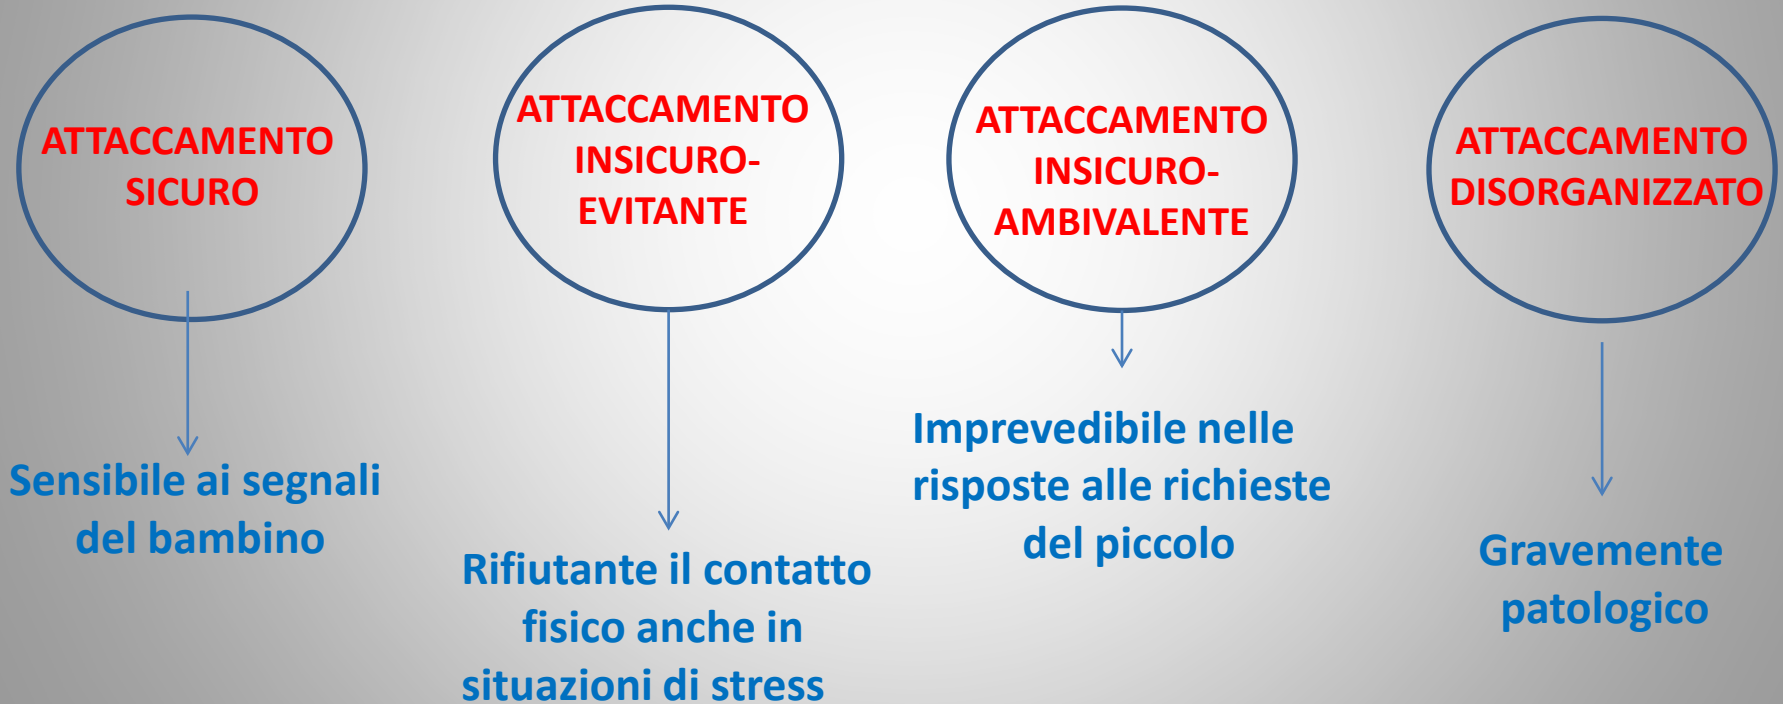 ATTACCAMENTO
SICURO
ATTACCAMENTO
INSICURO-
EVITANTE
ATTACCAMENTO
INSICURO-
AMBIVALENTE
ATTACCAMENTO
DISORGANIZZATO
Sensibile ai segnali
del bambino
Rifiutante il contatto
fisico anche in
situazioni di stress
Imprevedibile nelle
risposte alle richieste
del piccolo
Gravemente
patologico